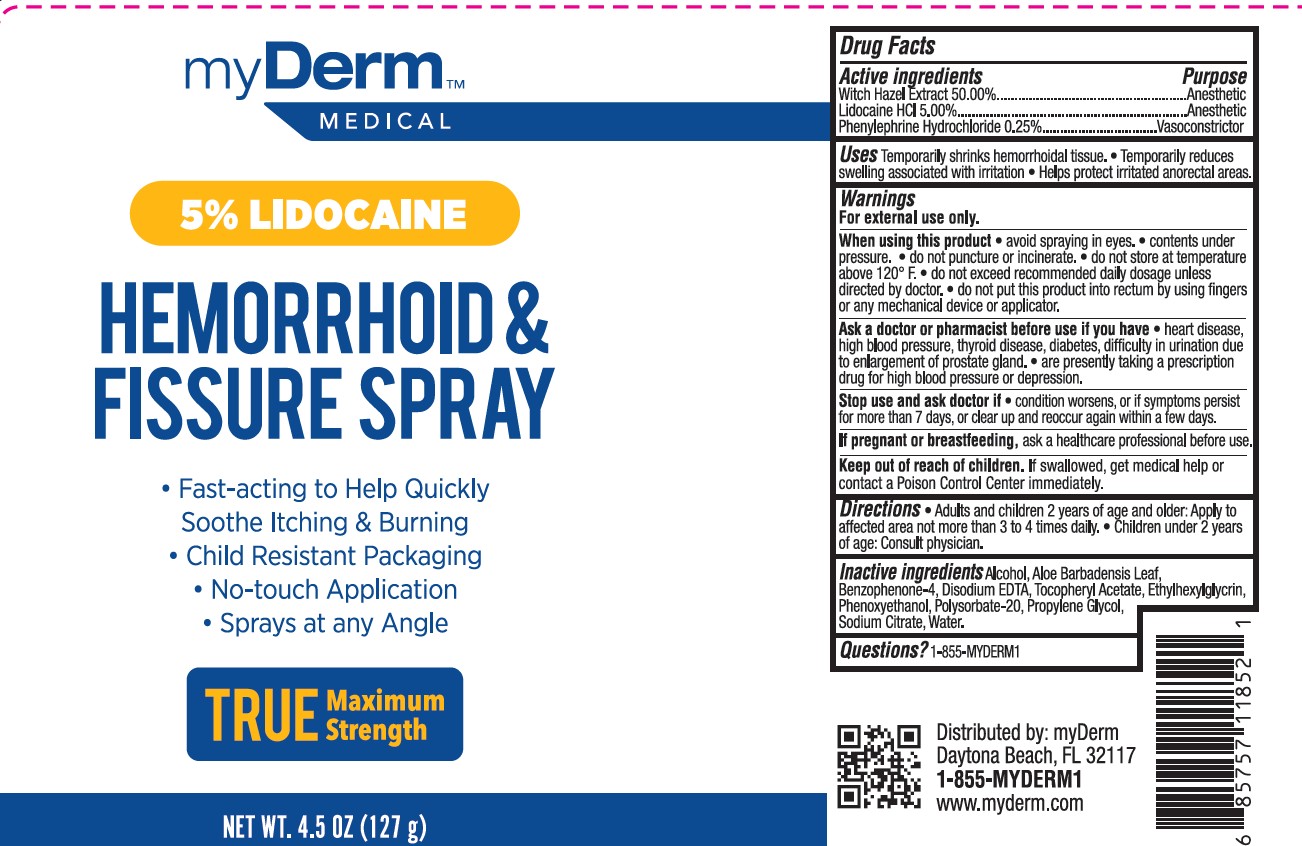 myDerm™
MEDICAL
5% LIDOCAINE
HEMORRHOID &
FISSURE SPRAY
• Fast-acting to Help Quickly
Soothe Itching & Burning
• Child Resistant Packaging
• No-touch Application
• Sprays at any Angle
TRUE Maximum
Strength
NET WT. 4.5 OZ (127 g)
Drug Facts
Active ingredients Purpose
Witch Hazel Extract 50.00%......Anesthetic
Lidocaine HCl 5.00%......Anesthetic
Phenylephrine Hydrochloride 0.25%......Vasoconstrictor
Uses Temporarily shrinks hemorrhoidal tissue. • Temporarily reduces
swelling associated with irritation • Helps protect irritated anorectal areas.
Warnings
For external use only.
When using this product • avoid spraying in eyes. • contents under
pressure. • do not puncture or incinerate. • do not store at temperature
above 120° F. • do not exceed recommended daily dosage unless
directed by doctor. • do not put this product into rectum by using fingers
or any mechanical device or applicator.
Ask a doctor or pharmacist before use if you have • heart disease,
high blood pressure, thyroid disease, diabetes, difficulty in urination due
to enlargement of prostate gland. • are presently taking a prescription
drug for high blood pressure or depression.
Stop use and ask doctor if • condition worsens, or if symptoms persist
for more than 7 days, or clear up and reoccur again within a few days.
If pregnant or breastfeeding, ask a healthcare professional before use.
Keep out of reach of children. If swallowed, get medical help or
contact a Poison Control Center immediately.
Directions • Adults and children 2 years of age and older: Apply to
affected area not more than 3 to 4 times daily. • Children under 2 years
of age: Consult physician.
Inactive ingredients Alcohol, Aloe Barbadensis Leaf,
Benzophenone-4, Disodium EDTA, Tocopheryl Acetate, Ethylhexylglycrin,
Phenoxyethanol, Polysorbate-20, Propylene Glycol,
Sodium Citrate, Water.
Questions? 1-855-MYDERM1
Distributed by: myDerm
Daytona Beach, FL 32117
1-855-MYDERM1
www.myderm.com
6 85757 11852 1